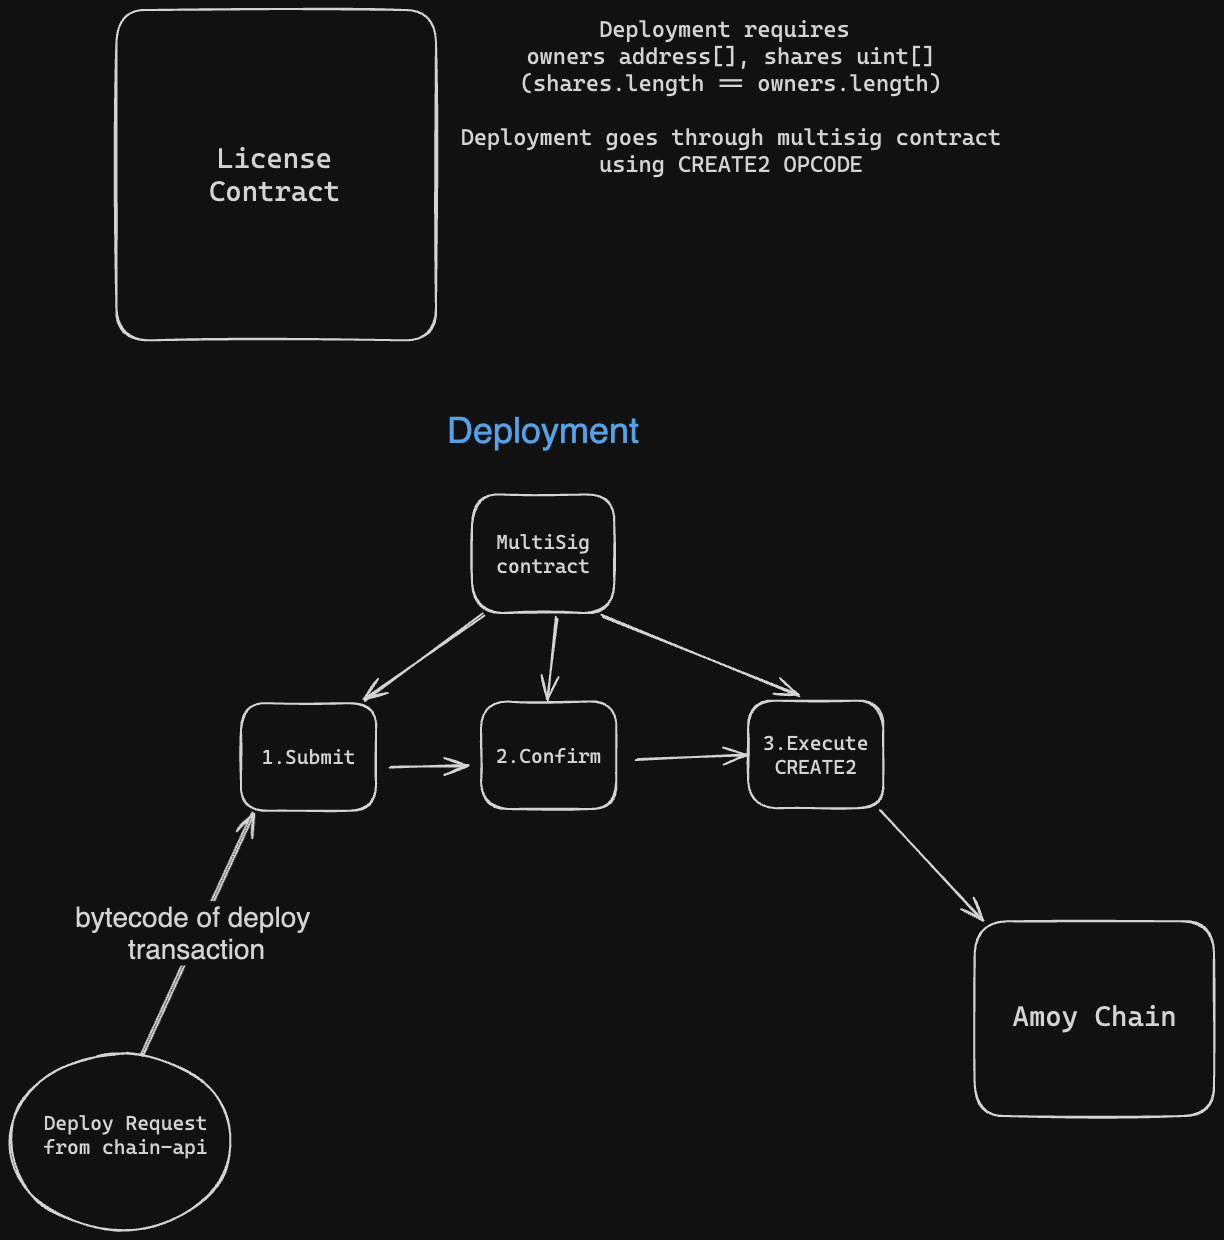 License
Contract
Deployment requires
owners address[], shares uint[]
(shares.length == owners.length)
Deployment goes through multisig contract
using CREATE2 OPCODE
Deployment
MultiSig
contract
1.Submit
2.Confirm
3.Execute
CREATE2
bytecode of deploy
transaction
Amoy Chain
Deploy Request
from chain-api